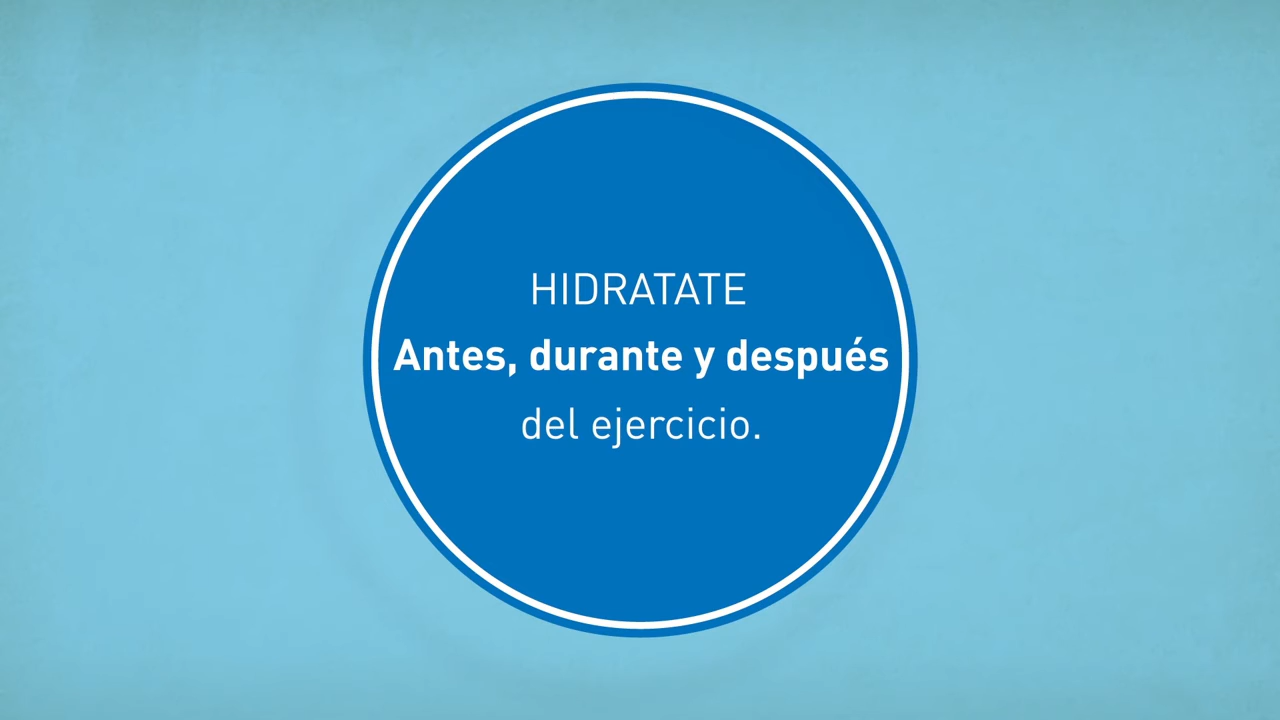 HIDRATATE
Antes, durante y después
del ejercicio.